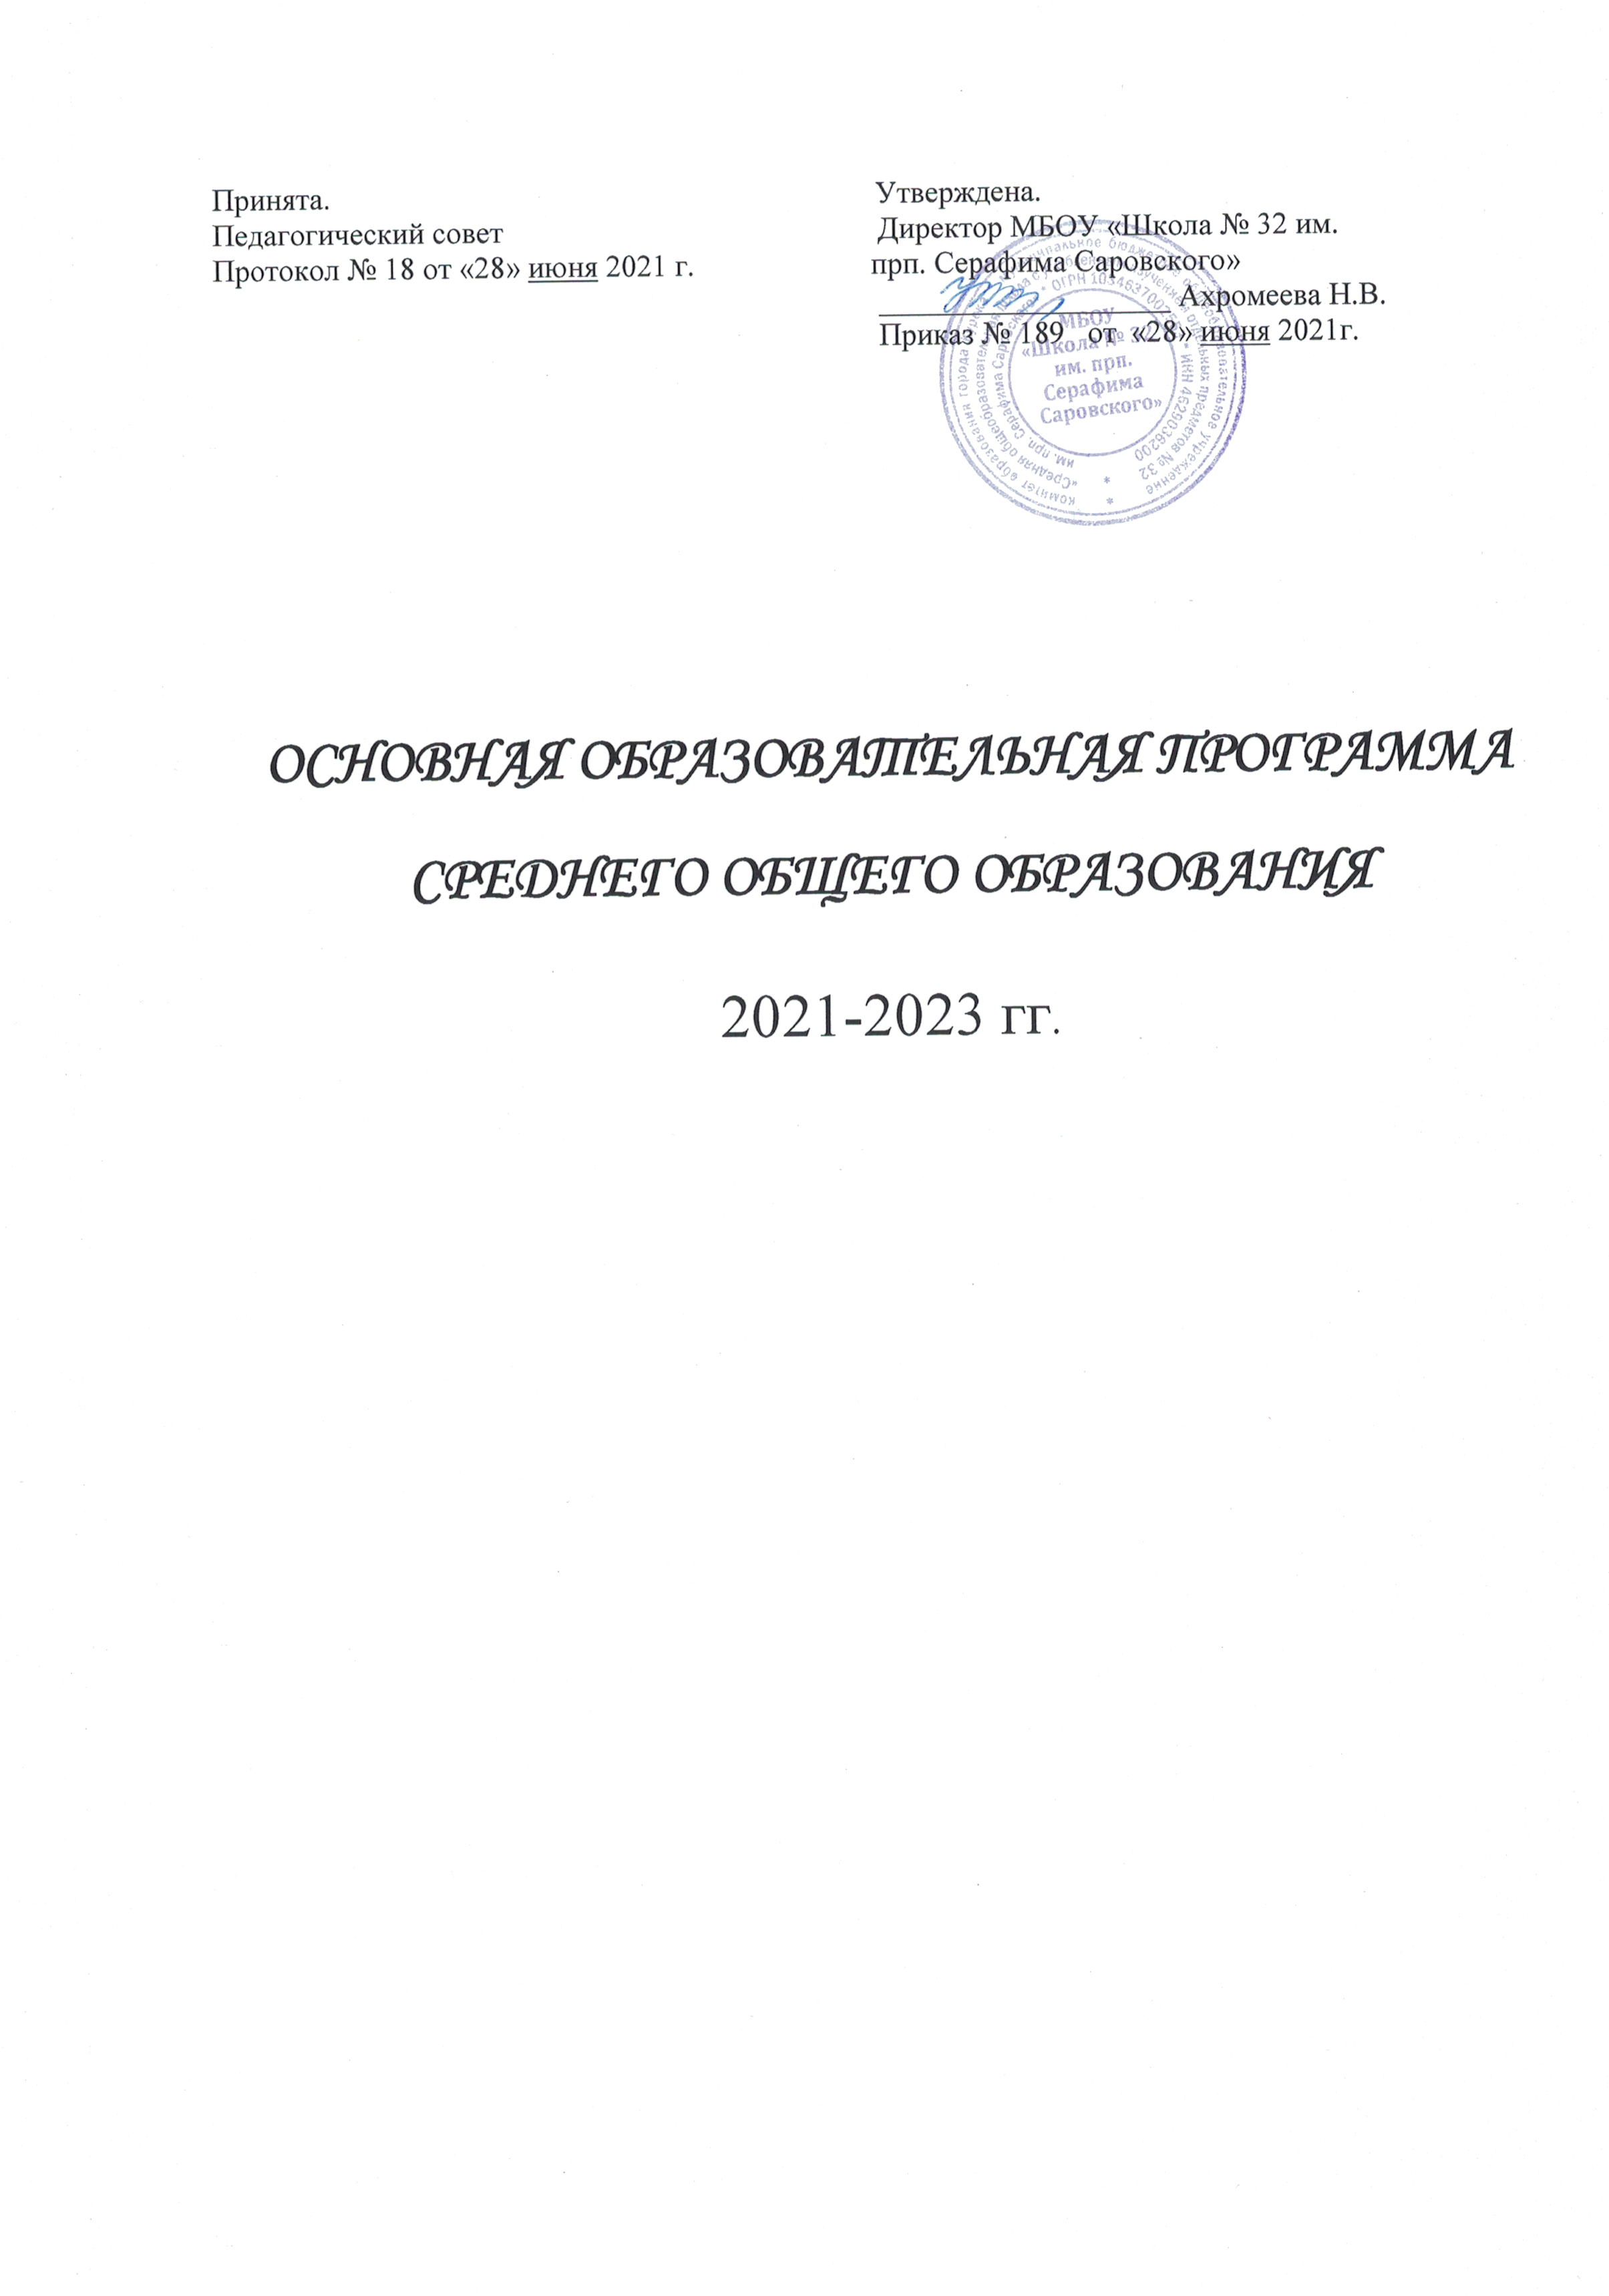 Принята.
Педагогический совет
Протокол № 18 от «28» июня 2021 г.
Утверждена.
Директор МБОУ «Школа № 32 им.
прп. Серафима Саровского»
Ахромеева Н.В.
Приказ № 189 от «28» июня 2021г.
МБОУ
«Школа №
им. прп.
Серафима
Саровского»
ОСНОВНАЯ ОБРАЗОВАТЕЛЬНАЯ ПРОГРАММА
СРЕДНЕГО ОБЩЕГО ОБРАЗОВАНИЯ
2021-2023 гг.